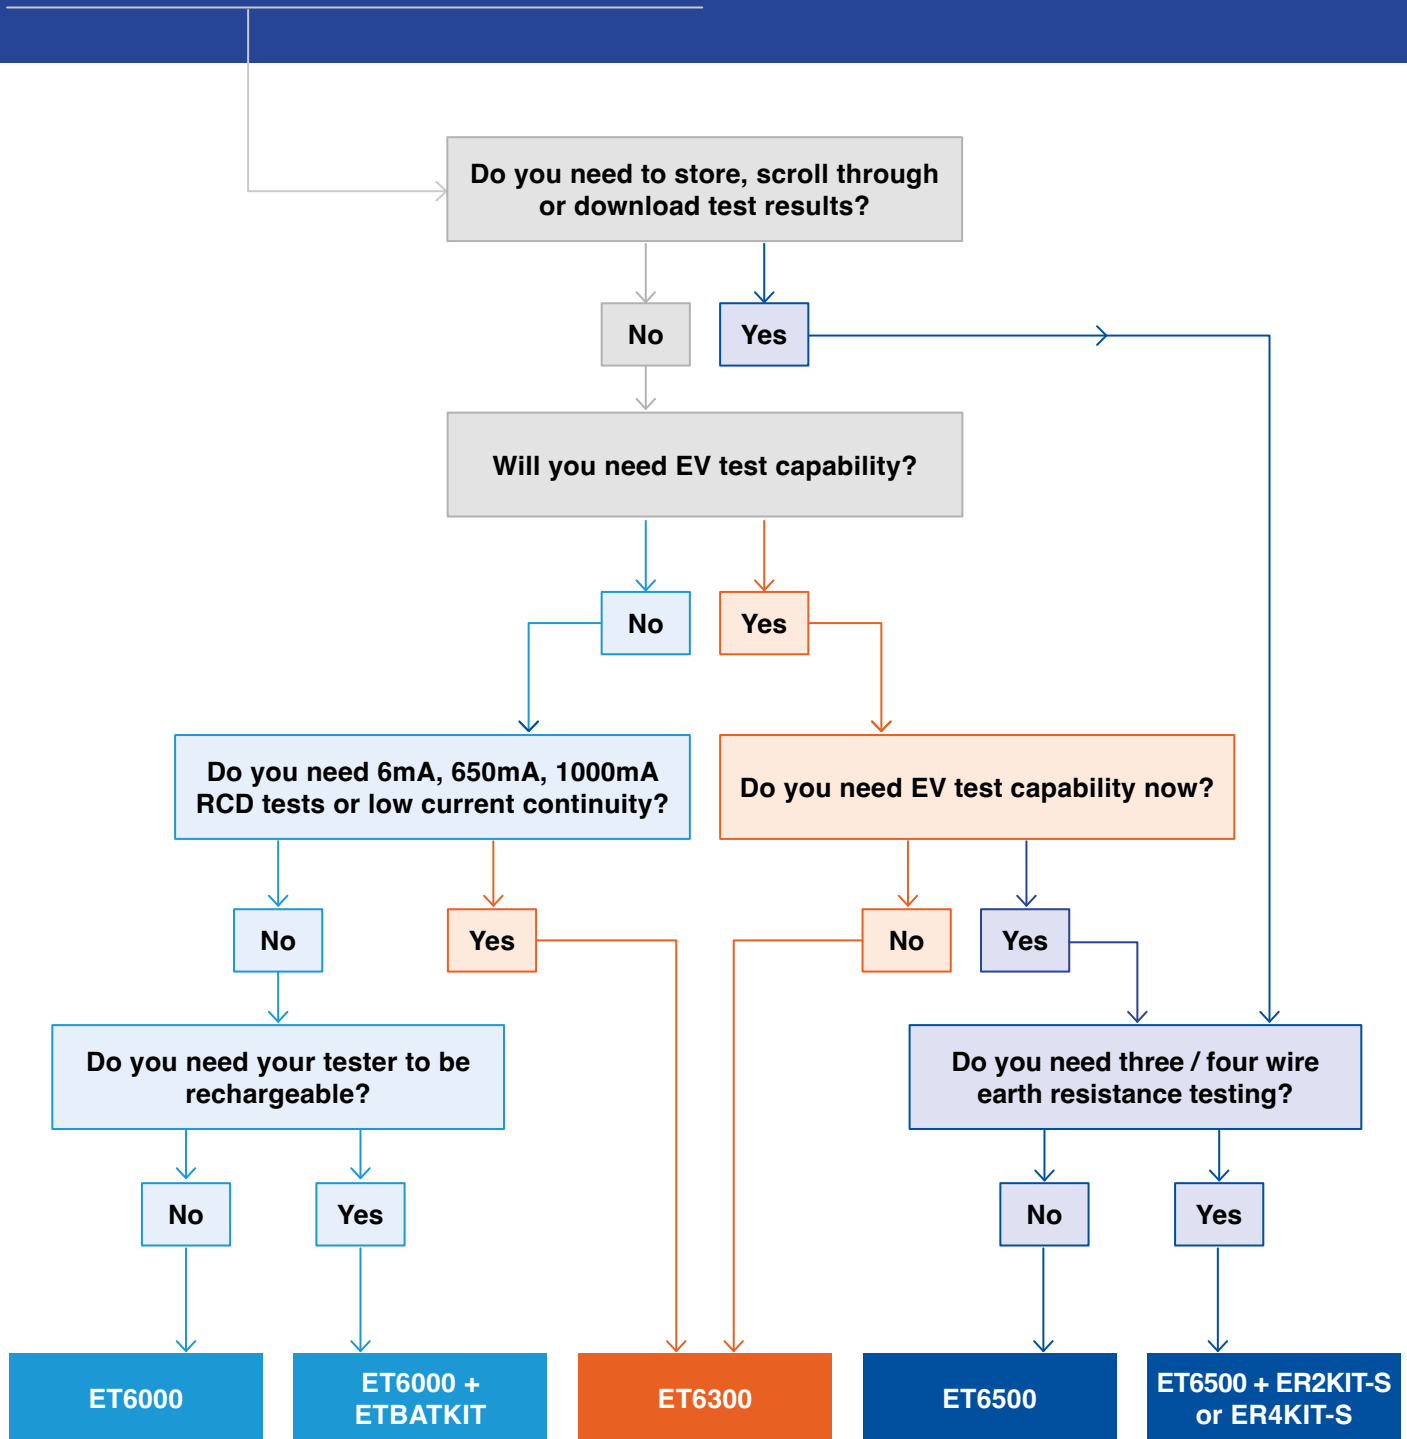 Do you need to store, scroll through
or download test results?
No
Yes
Will you need EV test capability?
No
Yes
Do you need 6mA, 650mA, 1000mA
RCD tests or low current continuity?
Do you need EV test capability now?
No
Yes
No
Yes
Do you need your tester to be
rechargeable?
Do you need three / four wire
earth resistance testing?
No
Yes
No
Yes
ET6000
ET6000 +
ETBATKIT
ET6300
ET6500
ET6500 + ER2KIT-S
or ER4KIT-S